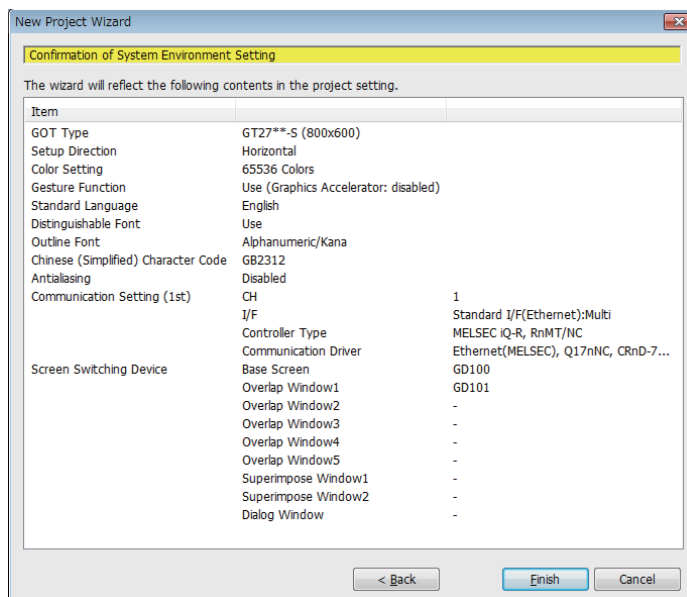 New Project Wizard
Confirmation of System Environment Setting
The wizard will reflect the following contents in the project setting.
Item
GOT Type GT27**-S (800x600)
Setup Direction Horizontal
Color Setting 65536 Colors
Gesture Function Use (Graphics Accelerator: disabled)
Standard Language English
Distinguishable Font Use
Outline Font Alphanumeric/Kana
Chinese (Simplified) Character Code GB2312
Antialiasing Disabled
Communication Setting (1st) CH 1
I/F Standard I/F(Ethernet):Multi
Controller Type MELSEC iQ-R, RnMT/NC
Communication Driver Ethernet(MELSEC), Q17nNC, CRnD-7...
Screen Switching Device Base Screen GD100
Overlap Window1 GD101
Overlap Window2 -
Overlap Window3 -
Overlap Window4 -
Overlap Window5 -
Superimpose Window1 -
Superimpose Window2 -
Dialog Window -
< Back Finish Cancel